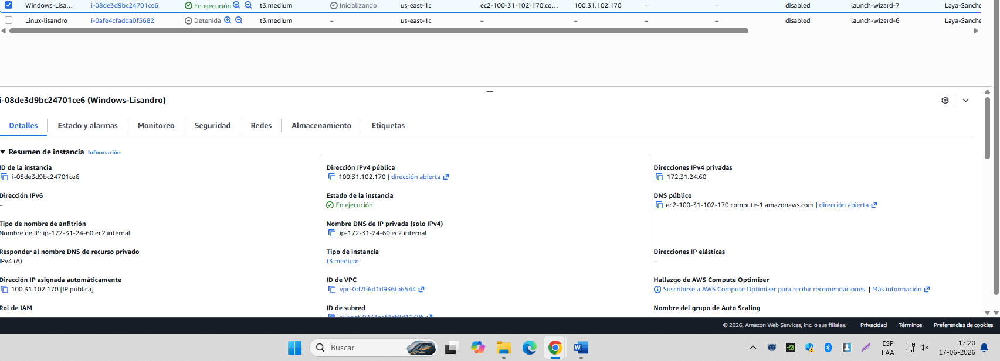 Windows-Lisa... i-08de3d9bc24701ce6 En ejecución t3.medium Inicializando us-east-1c ec2-100-31-102-170.co... 100.31.102.170 – – disabled launch-wizard-7 Laya-Sanche
Linux-lisandro i-0afe4cfadda0f5682 Detenida t3.medium – us-east-1c – – – – disabled launch-wizard-6 Laya-Sanche
i-08de3d9bc24701ce6 (Windows-Lisandro)
Detalles Estado y alarmas Monitoreo Seguridad Redes Almacenamiento Etiquetas
Resumen de instancia Información
ID de la instancia
i-08de3d9bc24701ce6
Dirección IPv6
–
Tipo de nombre de anfitrión
Nombre de IP: ip-172-31-24-60.ec2.internal
Responder al nombre DNS de recurso privado
IPv4 (A)
Dirección IP asignada automáticamente
100.31.102.170 [IP pública]
Rol de IAM
Dirección IPv4 pública
100.31.102.170 | dirección abierta
Estado de la instancia
En ejecución
Nombre DNS de IP privada (solo IPv4)
ip-172-31-24-60.ec2.internal
Tipo de instancia
t3.medium
ID de VPC
vpc-0d7b6d1d936fa6544
ID de subred
Direcciones IPv4 privadas
172.31.24.60
DNS público
ec2-100-31-102-170.compute-1.amazonaws.com | dirección abierta
Direcciones IP elásticas
–
Hallazgo de AWS Compute Optimizer
Suscribirse a AWS Compute Optimizer para recibir recomendaciones. | Más información
Nombre del grupo de Auto Scaling
© 2026, Amazon Web Services, Inc. o sus filiales. Privacidad Términos Preferencias de cookies
Buscar
ESP
LAA
17:20
17-06-2026